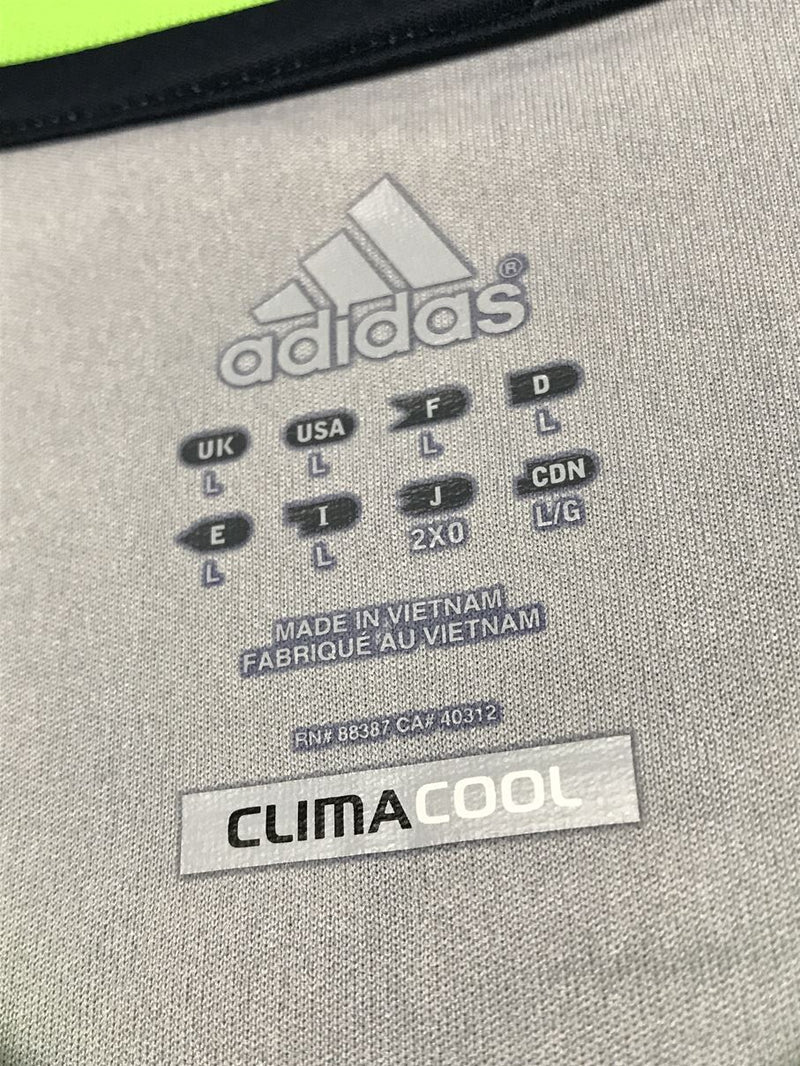 adidas®
UK USA F D
L L L L
E I J CDN
L L 2XO L/G
MADE IN VIETNAM
FABRIQUÉ AU VIETNAM
RN# 88387 CA# 40312
CLIMACOOL